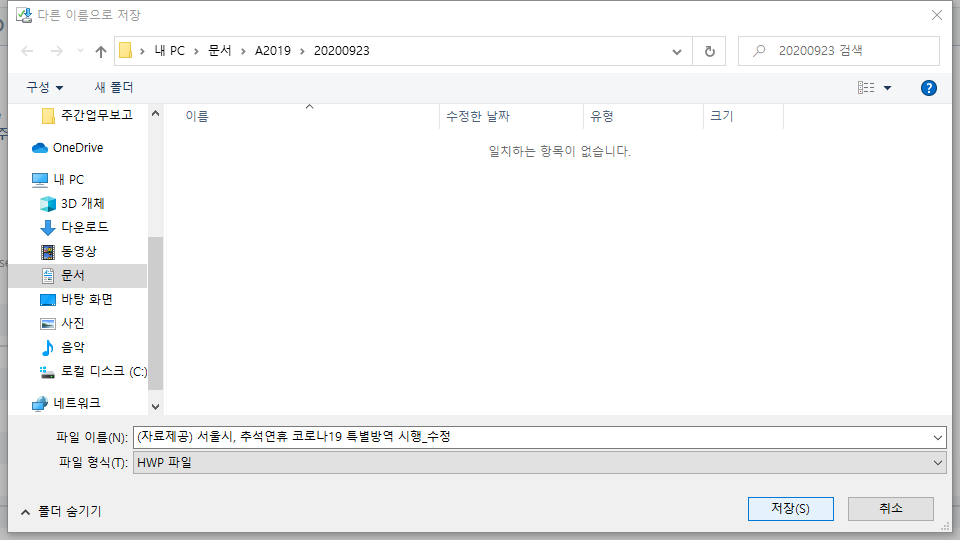 다른 이름으로 저장
내 PC > 문서 > A2019 > 20200923
20200923 검색
구성
새 폴더
주간업무보고
OneDrive
내 PC
3D 개체
다운로드
동영상
문서
바탕 화면
사진
음악
로컬 디스크 (C:)
네트워크
이름 수정한 날짜 유형 크기
일치하는 항목이 없습니다.
파일 이름(N): (자료제공) 서울시, 추석연휴 코로나19 특별방역 시행_수정
파일 형식(T): HWP 파일
폴더 숨기기
저장(S)
취소